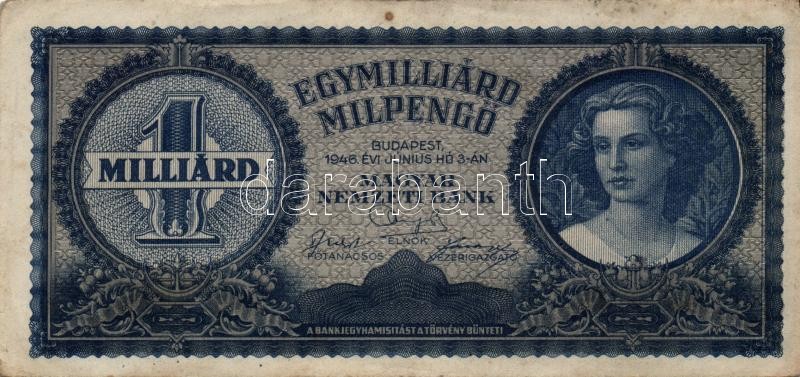 EGYMILLIÁRD
MILPENGŐ
1
MILLIÁRD
BUDAPEST,
1946. ÉVI JÚNIUS HÓ 3-ÁN
MAGYAR
NEMZETI BANK
darabanth
ELNÖK
FŐTANÁCSOS
VEZÉRIGAZGATÓ
A BANKJEGYHAMISITÁST A TÖRVÉNY BÜNTETI